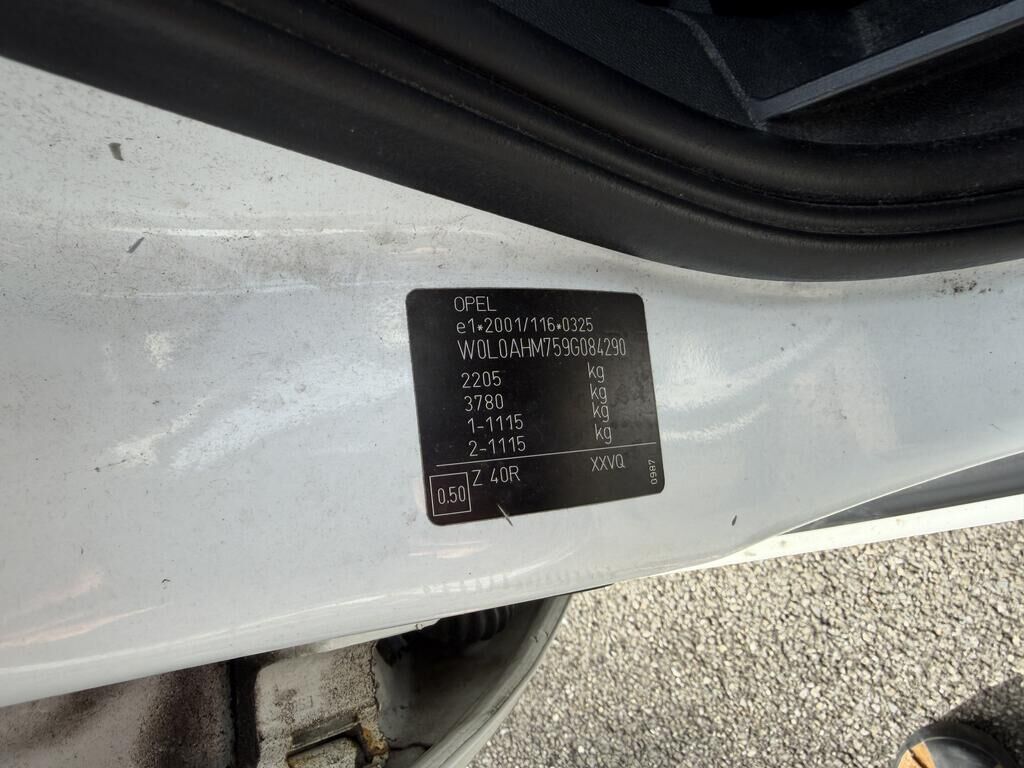 OPEL
e1*2001/116*0325
W0L0AHM759G084290
2205 kg
3780 kg
1-1115 kg
2-1115 kg
0.50 Z 40R XXVQ 0987